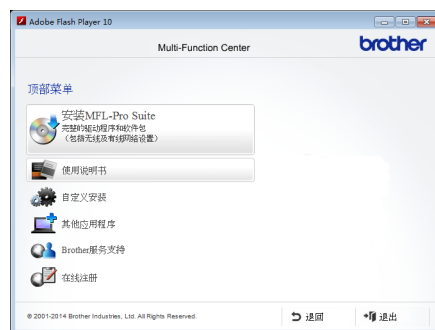 Adobe Flash Player 10
Multi-Function Center
brother
顶部菜单
安装MFL-Pro Suite
完整的驱动程序和软件包
（包括无线及有线网络设置）
使用说明书
自定义安装
其他应用程序
Brother服务支持
在线注册
© 2001-2014 Brother Industries, Ltd. All Rights Reserved.
退回
退出